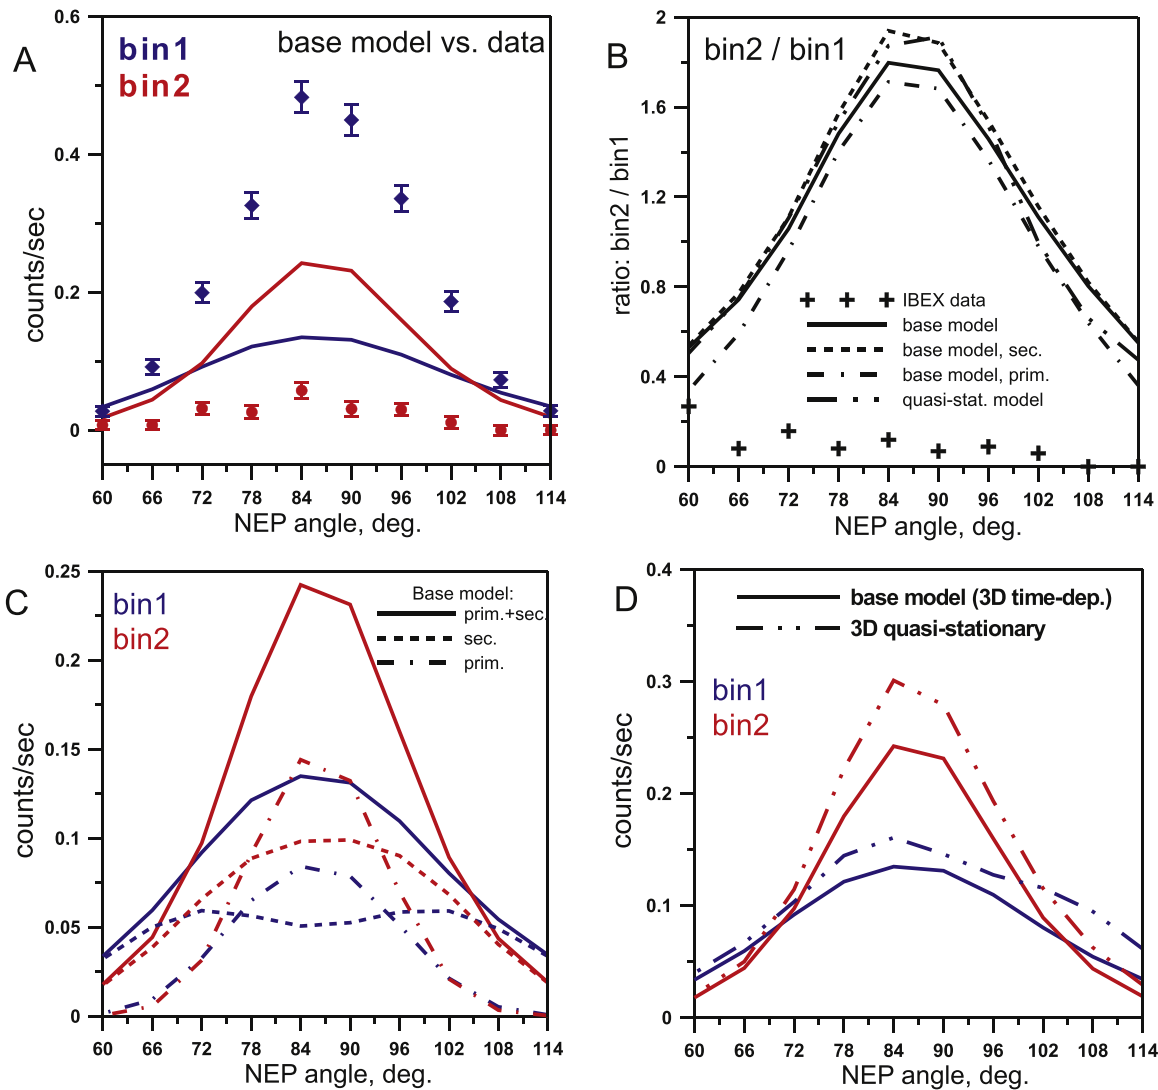 A
bin1
bin2
base model vs. data
counts/sec
0.6
0.4
0.2
0
60 66 72 78 84 90 96 102 108 114
NEP angle, deg.
B
bin2 / bin1
ratio: bin2 / bin1
2
1.6
1.2
0.8
0.4
0
IBEX data
base model
base model, sec.
base model, prim.
quasi-stat. model
60 66 72 78 84 90 96 102 108 114
NEP angle, deg.
C
bin1
bin2
Base model:
prim.+sec.
sec.
prim.
counts/sec
0.25
0.2
0.15
0.1
0.05
0
60 66 72 78 84 90 96 102 108 114
NEP angle, deg.
D
base model (3D time-dep.)
3D quasi-stationary
bin1
bin2
counts/sec
0.4
0.3
0.2
0.1
0
60 66 72 78 84 90 96 102 108 114
NEP angle, deg.